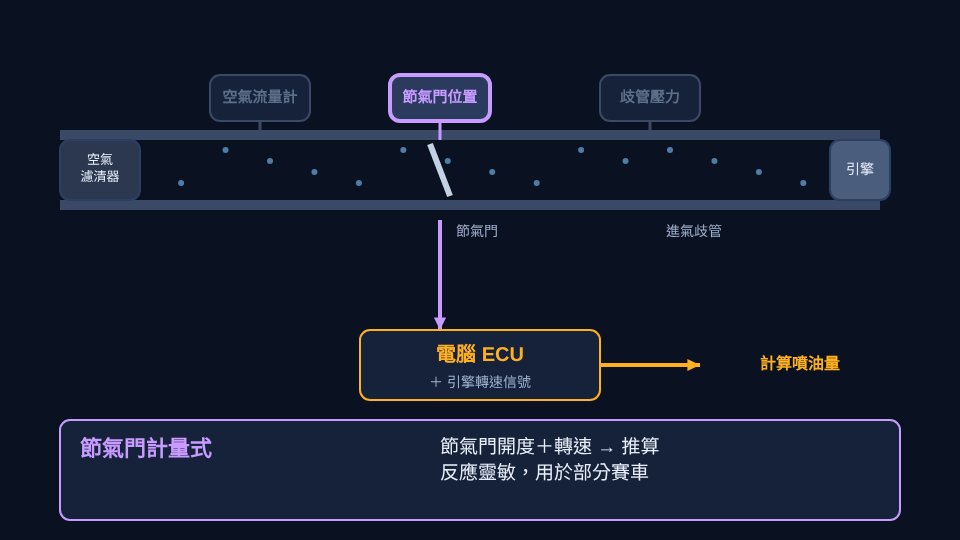 空氣流量計
節氣門位置
歧管壓力
空氣
濾清器
引擎
節氣門
進氣歧管
電腦 ECU
＋ 引擎轉速信號
計算噴油量
節氣門計量式
節氣門開度＋轉速 → 推算
反應靈敏，用於部分賽車